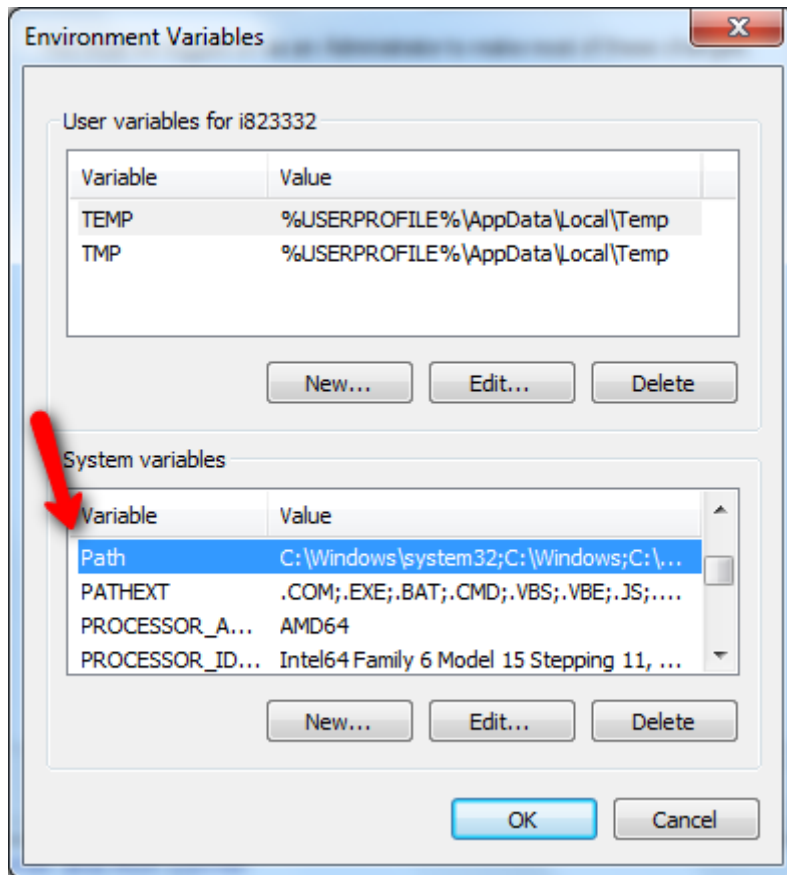 Environment Variables
User variables for i823332
Variable Value
TEMP %USERPROFILE%\AppData\Local\Temp
TMP %USERPROFILE%\AppData\Local\Temp
New... Edit... Delete
System variables
Variable Value
Path C:\Windows\system32;C:\Windows;C:\...
PATHEXT .COM;.EXE;.BAT;.CMD;.VBS;.VBE;.JS;....
PROCESSOR_A... AMD64
PROCESSOR_ID... Intel64 Family 6 Model 15 Stepping 11, ...
New... Edit... Delete
OK Cancel